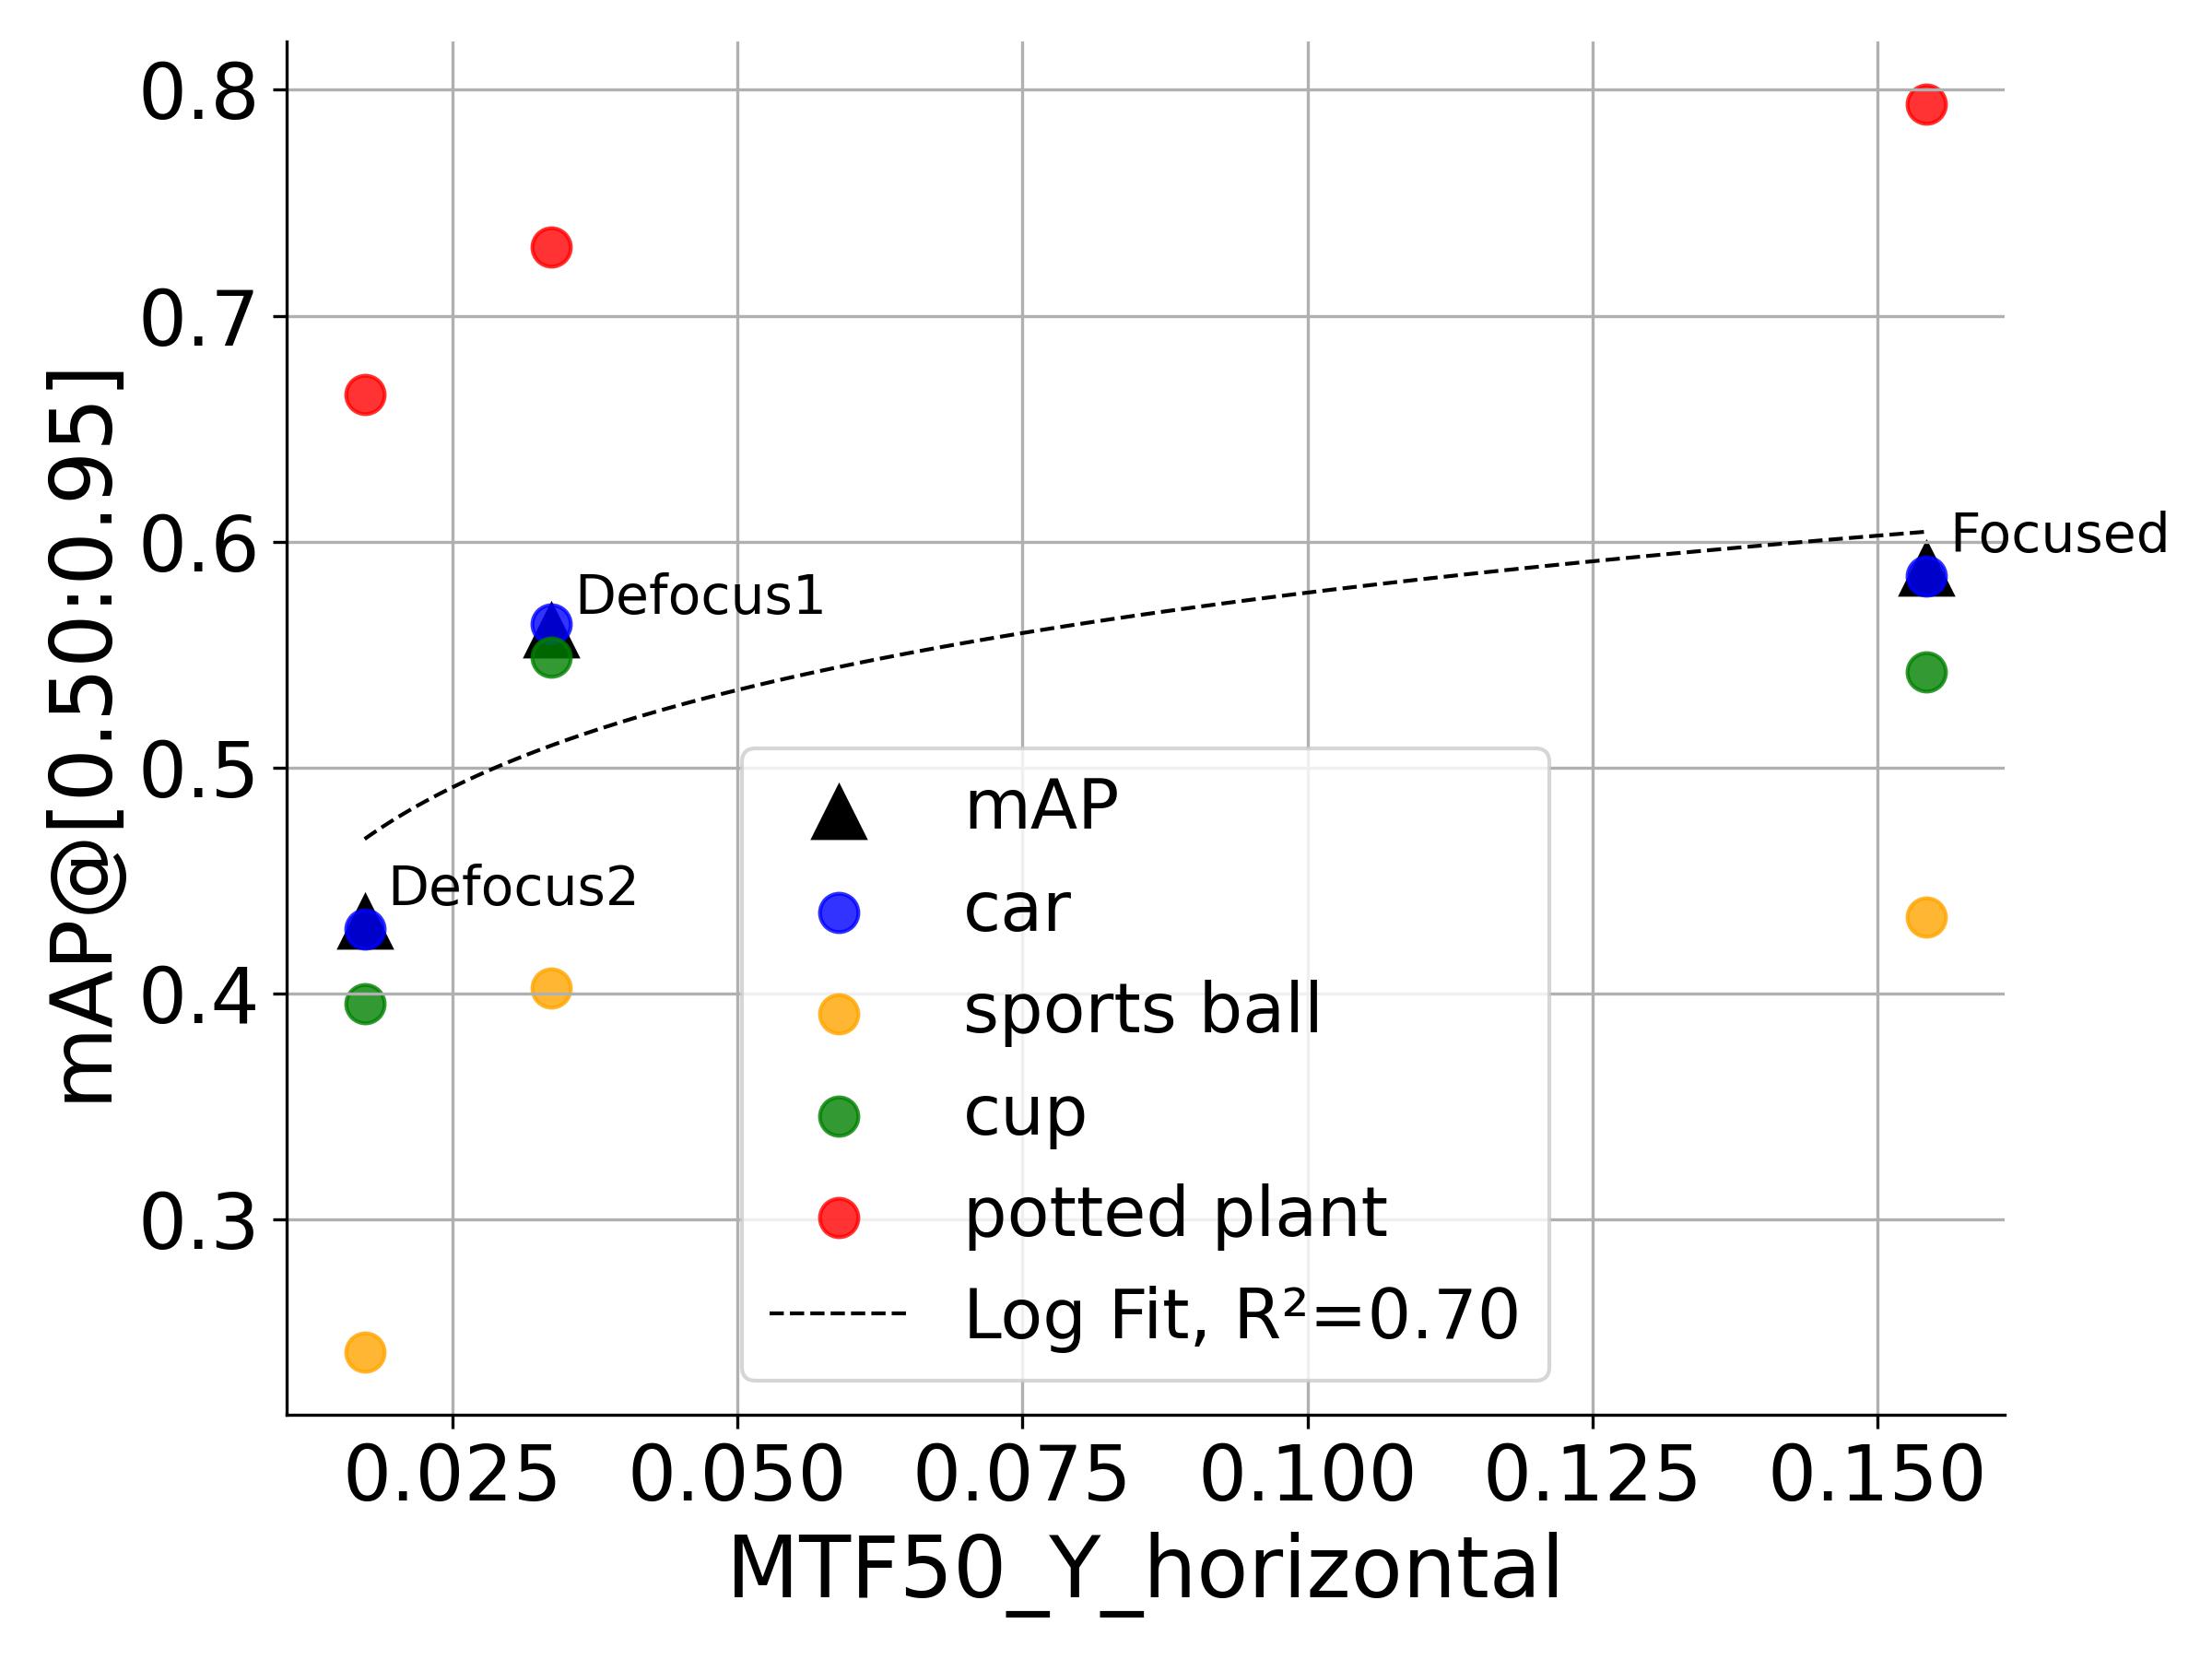 0.8
0.7
0.6
0.5
0.4
0.3
mAP@[0.50:0.95]
Defocus1
Focused
Defocus2
mAP
car
sports ball
cup
potted plant
Log Fit, R²=0.70
0.025 0.050 0.075 0.100 0.125 0.150
MTF50_Y_horizontal